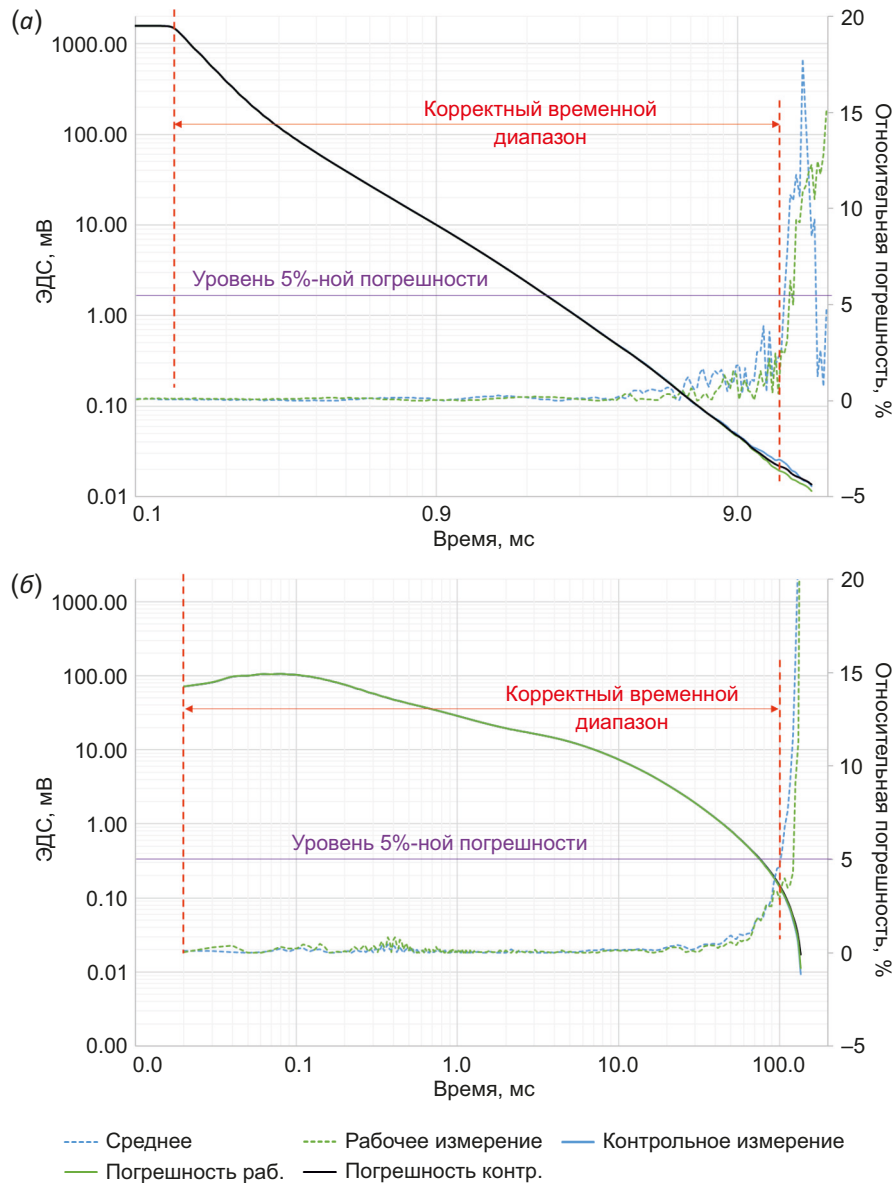 (а)
20
1000.00
Корректный временной
диапазон
15
100.00
10.00
10
ЭДС, мВ
Относительная погрешность, %
Уровень 5%-ной погрешности
5
1.00
0.10
0
0.01
–5
0.1
0.9
9.0
Время, мс
(б)
20
1000.00
100.00
15
Корректный временной
диапазон
10.00
10
ЭДС, мВ
Относительная погрешность, %
1.00
Уровень 5%-ной погрешности
5
0.10
0.01
0
0.00
–5
0.0
0.1
1.0
10.0
100.0
Время, мс
Среднее
Рабочее измерение
Контрольное измерение
Погрешность раб.
Погрешность контр.